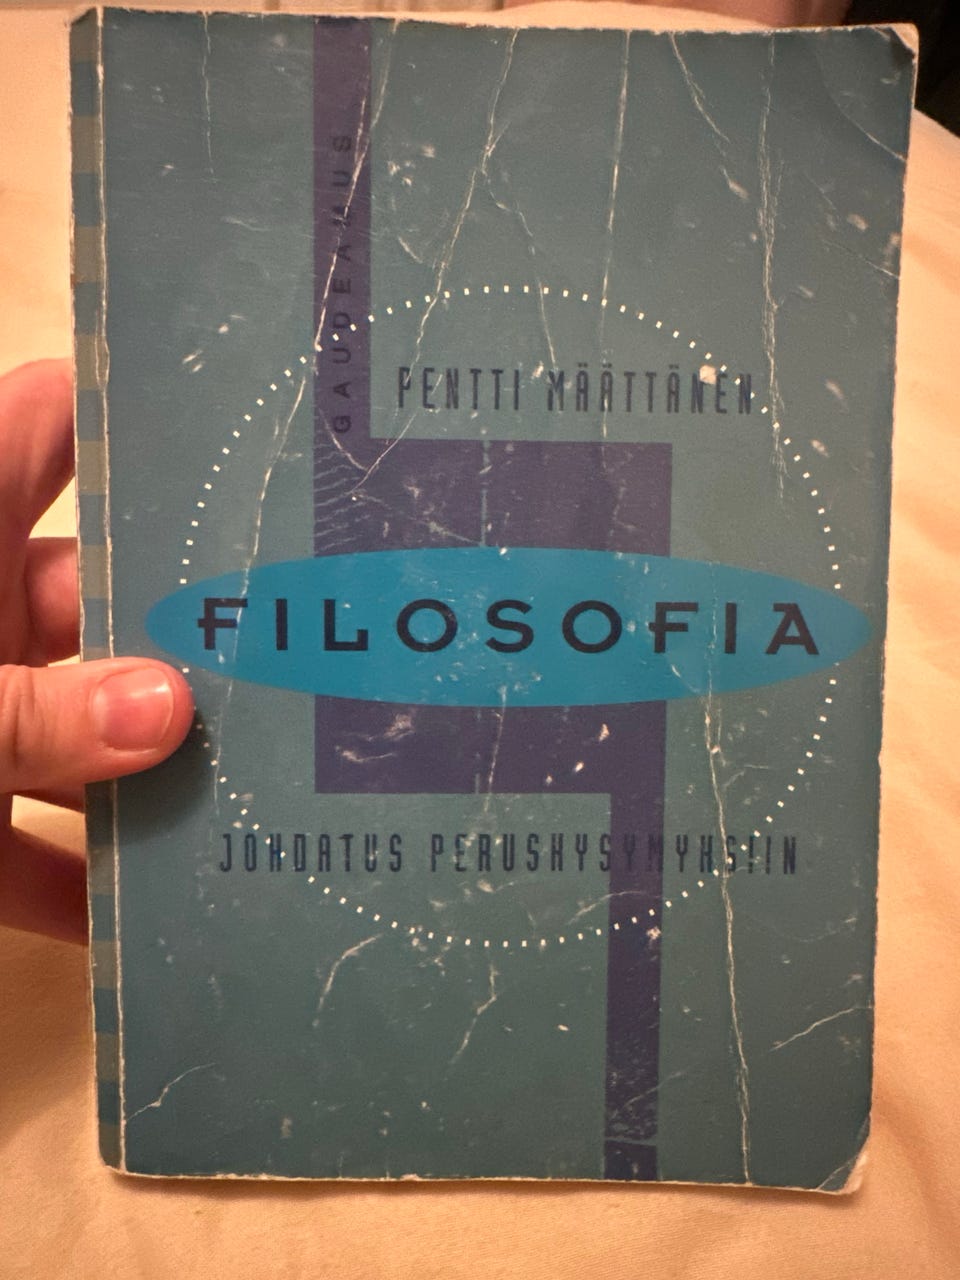 GAUDEAMUS
PENTTI MÄÄTTÄNEN
FILOSOFIA
JOHDATUS PERUSKYSYMYKSIIN